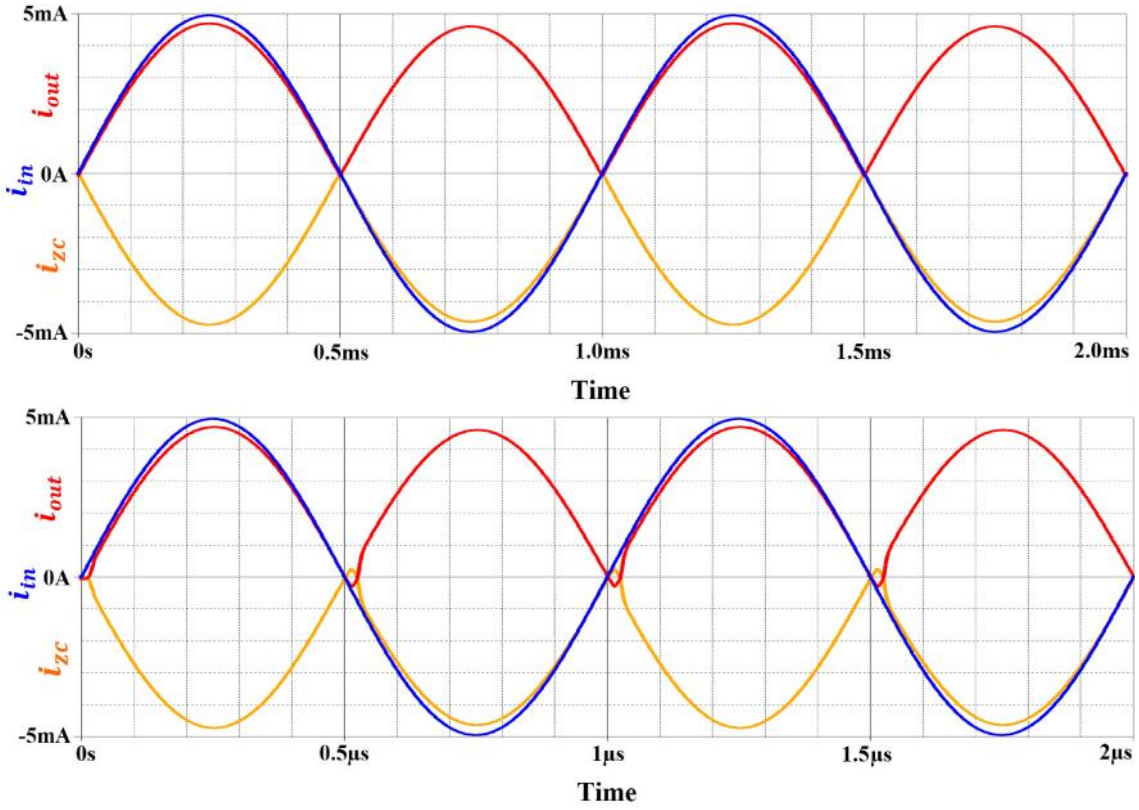 5mA
i_out
0A
i_in
i_zc
-5mA
0s 0.5ms 1.0ms 1.5ms 2.0ms
Time
5mA
i_out
0A
i_in
i_zc
-5mA
0s 0.5μs 1μs 1.5μs 2μs
Time